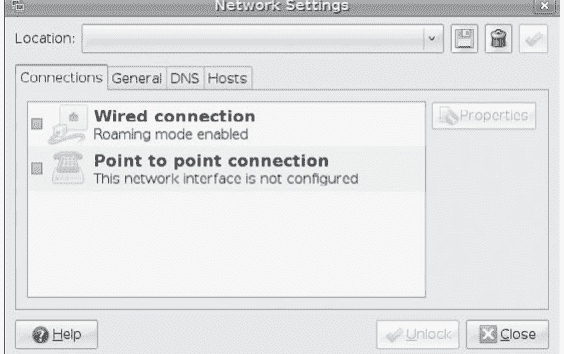 Network Settings
Location:
Connections General DNS Hosts
Wired connection
Roaming mode enabled
Properties
Point to point connection
This network interface is not configured
Help Unlock Close